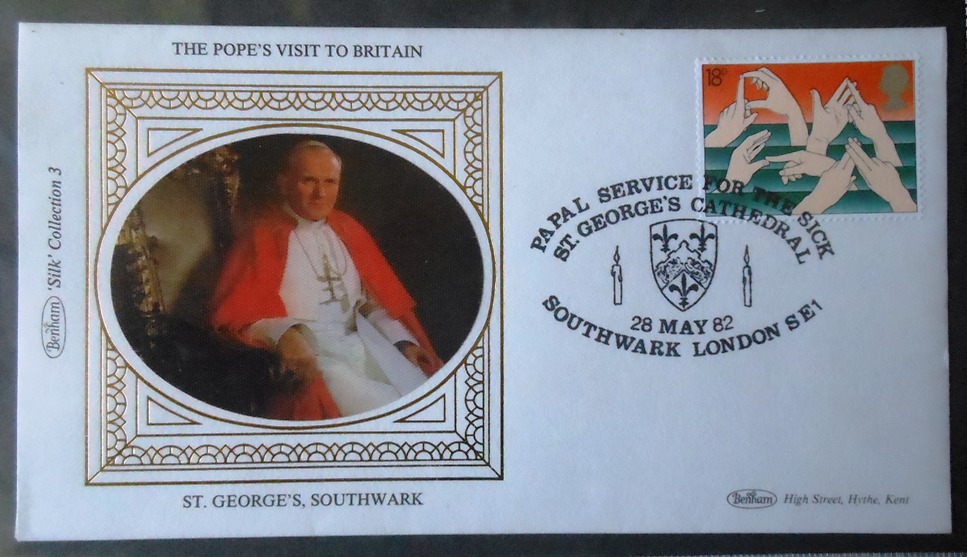 THE POPE'S VISIT TO BRITAIN
Benham 'Silk' Collection 3
ST. GEORGE'S, SOUTHWARK
18P
PAPAL SERVICE FOR THE SICK
ST. GEORGE'S CATHEDRAL
28 MAY 82
SOUTHWARK LONDON SE1
Benham High Street, Hythe, Kent